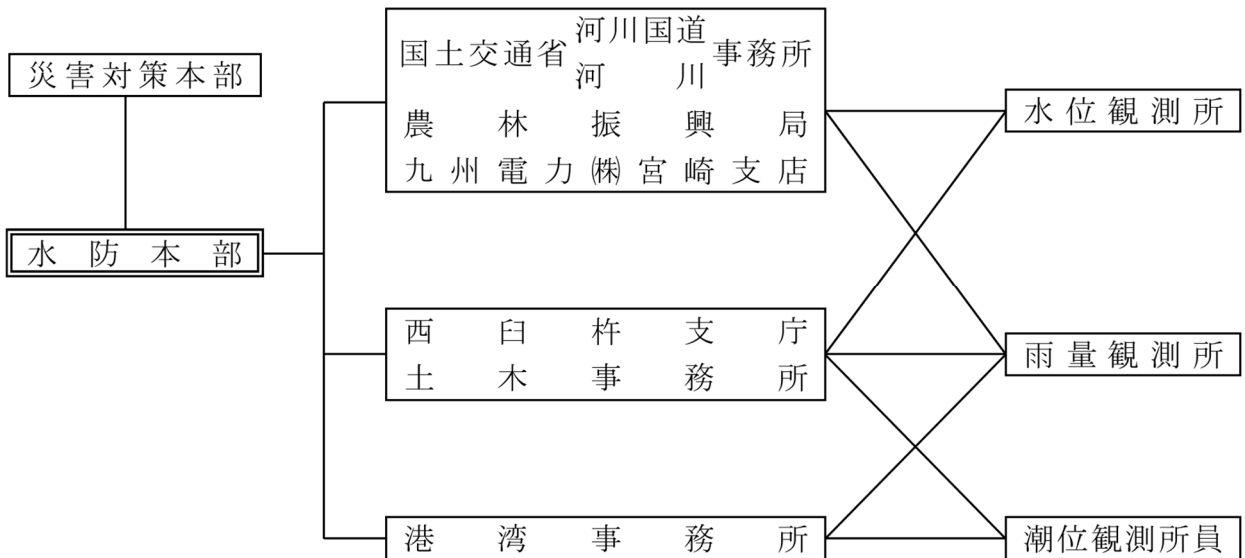 災害対策本部
水防本部
国土交通省 河川国道 事務所
河川
農林振興局
九州電力㈱宮崎支店
西臼杵支庁
土木事務所
港湾事務所
水位観測所
雨量観測所
潮位観測所員